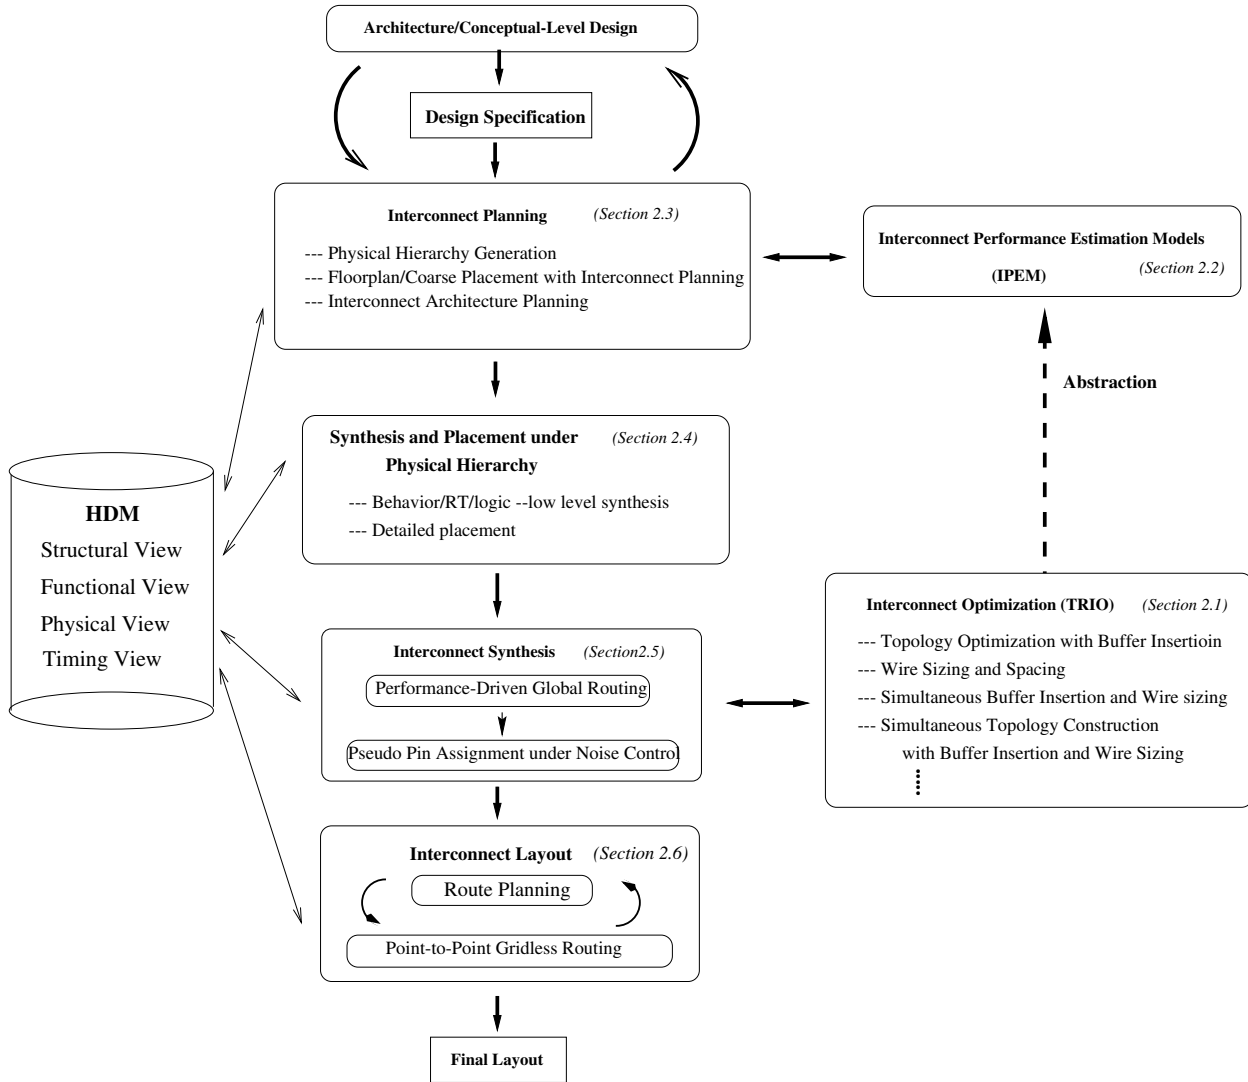 Architecture/Conceptual-Level Design
Design Specification
Interconnect Planning (Section 2.3)
--- Physical Hierarchy Generation
--- Floorplan/Coarse Placement with Interconnect Planning
--- Interconnect Architecture Planning
Interconnect Performance Estimation Models
(IPEM) (Section 2.2)
Abstraction
Synthesis and Placement under (Section 2.4)
Physical Hierarchy
--- Behavior/RT/logic --low level synthesis
--- Detailed placement
HDM
Structural View
Functional View
Physical View
Timing View
Interconnect Optimization (TRIO) (Section 2.1)
--- Topology Optimization with Buffer Insertioin
--- Wire Sizing and Spacing
--- Simultaneous Buffer Insertion and Wire sizing
--- Simultaneous Topology Construction
with Buffer Insertion and Wire Sizing
Interconnect Synthesis (Section2.5)
Performance-Driven Global Routing
Pseudo Pin Assignment under Noise Control
Interconnect Layout (Section 2.6)
Route Planning
Point-to-Point Gridless Routing
Final Layout